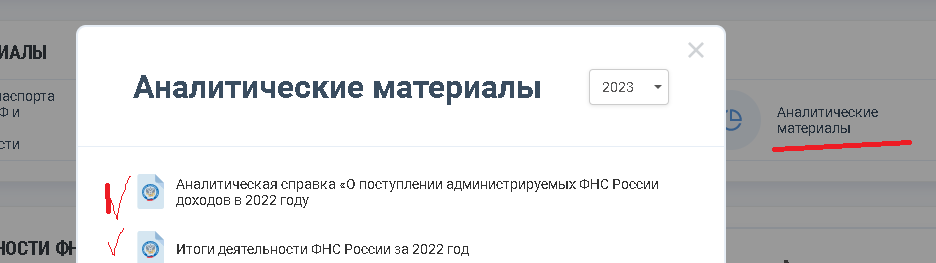 ИАЛЫ
Аналитические материалы
2023
аспорта
Ф и
сти
Аналитические
материалы
Аналитическая справка «О поступлении администрируемых ФНС России
доходов в 2022 году
НОСТИ ФН
Итоги деятельности ФНС России за 2022 год